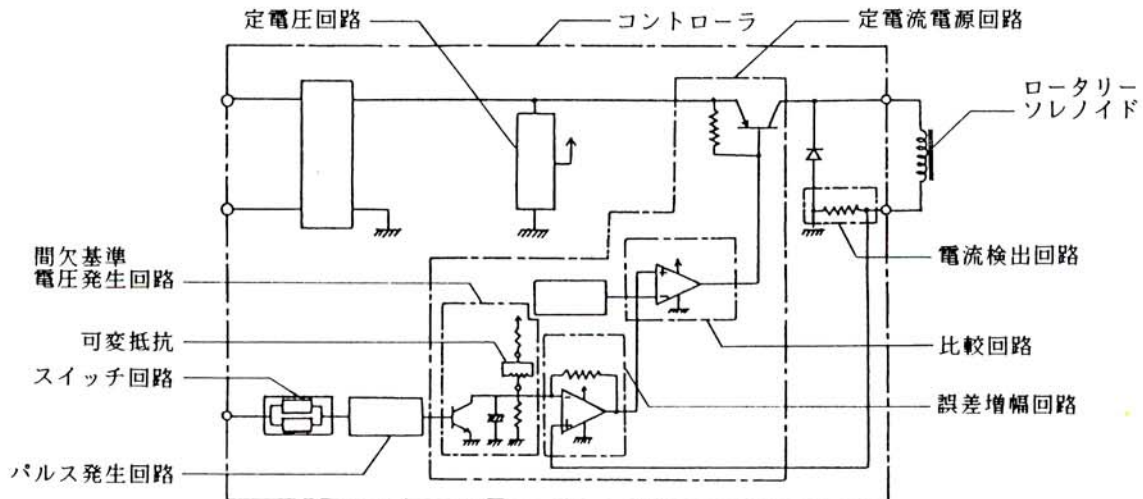 定電圧回路
コントローラ
定電流電源回路
ロータリー
ソレノイド
間欠基準
電圧発生回路
電流検出回路
可変抵抗
比較回路
スイッチ回路
誤差増幅回路
パルス発生回路